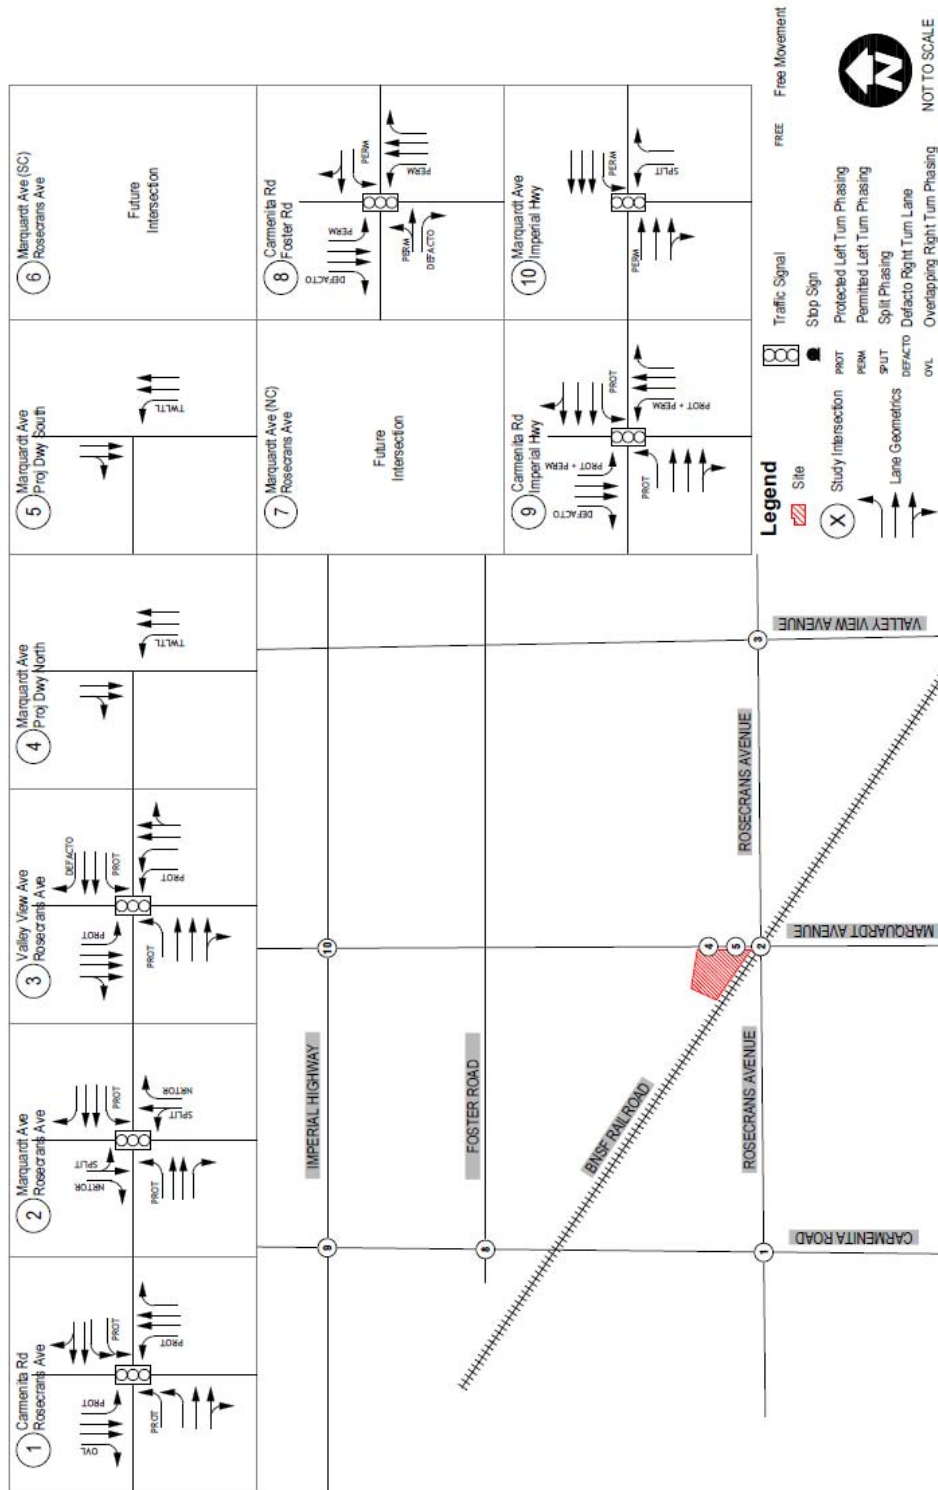 1
Carmenita Rd
Rosecrans Ave
OVL
PROT
PROT
PROT
PROT
2
Marquardt Ave
Rosecrans Ave
NRTOR
SPLIT
PROT
PROT
SPLIT
NRTOR
3
Valley View Ave
Rosecrans Ave
PROT
DEFACTO
PROT
PROT
PROT
4
Marquardt Ave
Proj Dwy North
TWLTL
5
Marquardt Ave
Proj Dwy South
TWLTL
6
Marquardt Ave (SC)
Rosecrans Ave
Future
Intersection
7
Marquardt Ave (NC)
Rosecrans Ave
Future
Intersection
8
Carmenita Rd
Foster Rd
DEFACTO
PERM
PERM
PERM
DEFACTO
PERM
9
Carmenita Rd
Imperial Hwy
DEFACTO
PROT + PERM
PROT
PROT
PROT + PERM
10
Marquardt Ave
Imperial Hwy
PERM
PERM
SPLIT
IMPERIAL HIGHWAY
FOSTER ROAD
BNSF RAILROAD
ROSECRANS AVENUE
ROSECRANS AVENUE
CARMENITA ROAD
MARQUARDT AVENUE
VALLEY VIEW AVENUE
9
10
8
4
5
1
2
3
Legend
Site
X
Study Intersection
Lane Geometrics
Traffic Signal
Stop Sign
PROT Protected Left Turn Phasing
PERM Permitted Left Turn Phasing
SPLIT Split Phasing
DEFACTO Defacto Right Turn Lane
OVL Overlapping Right Turn Phasing
FREE Free Movement
N
NOT TO SCALE